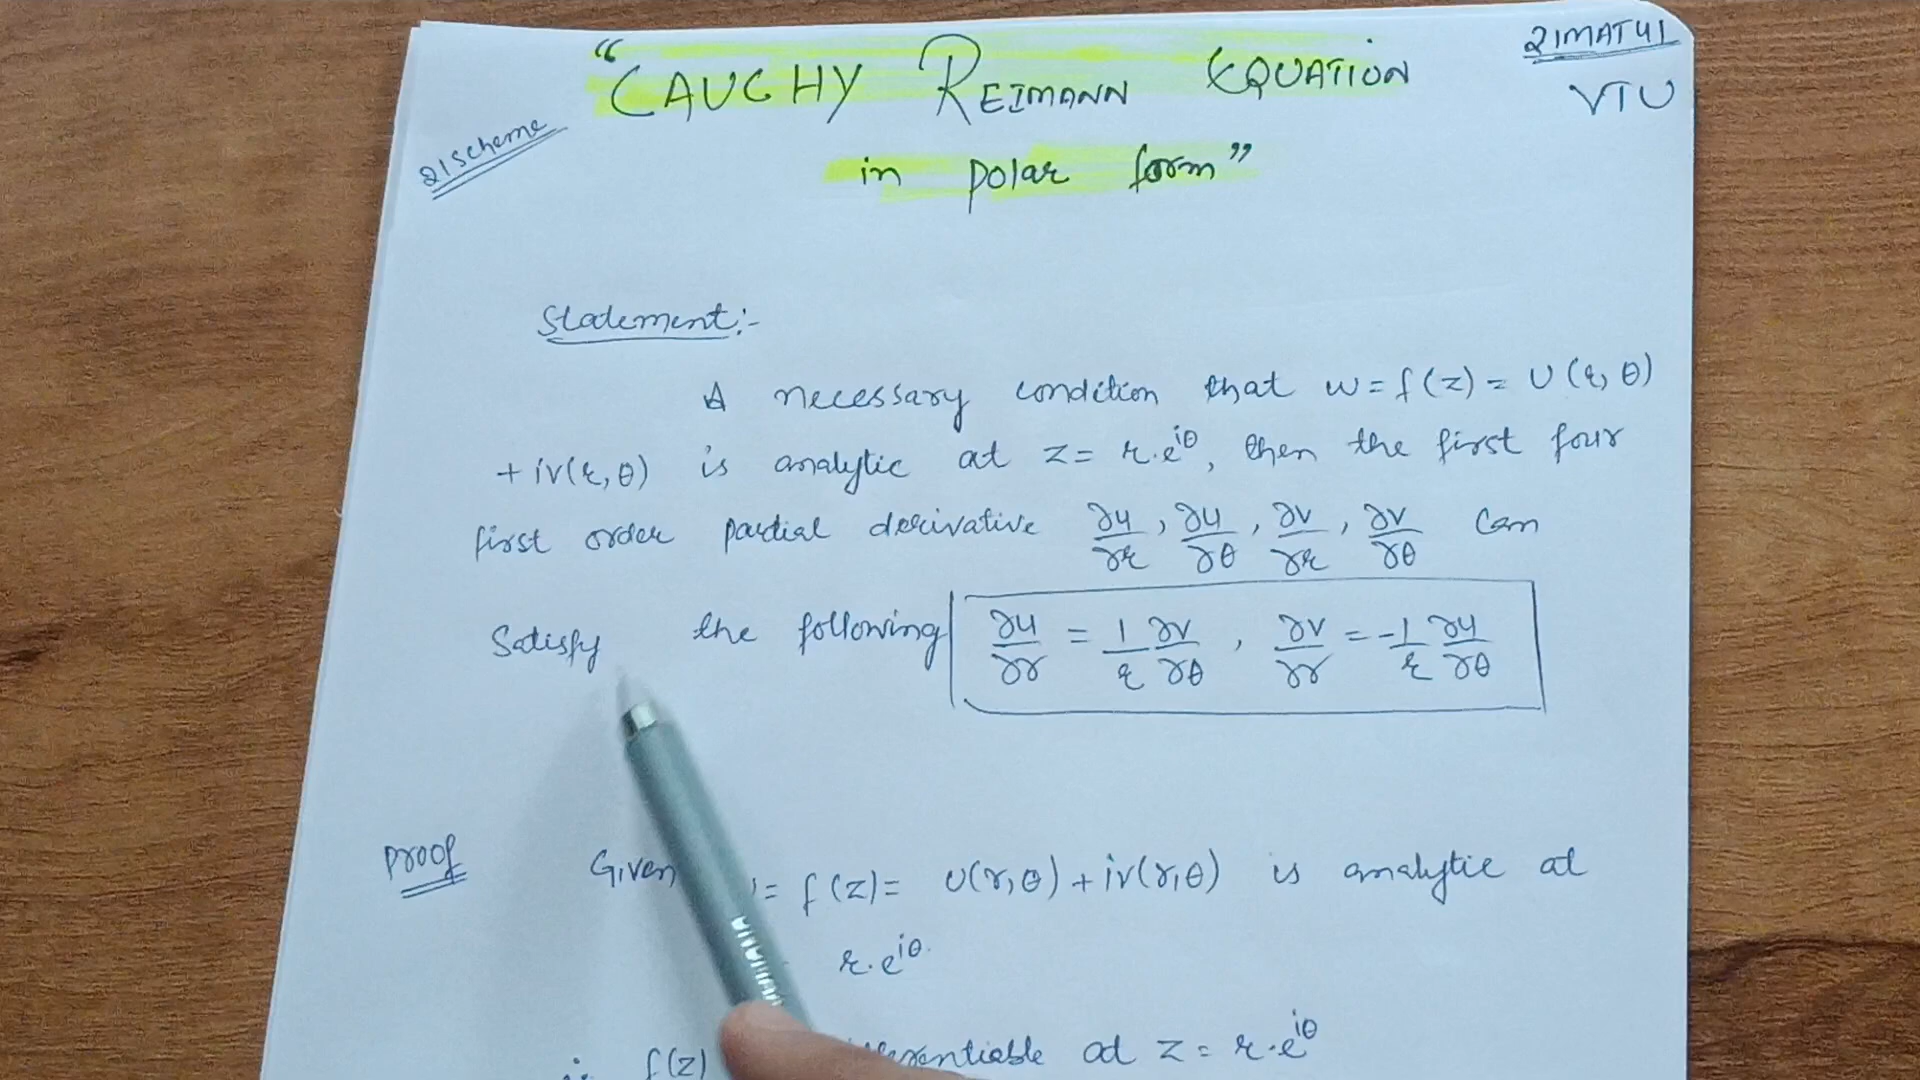 "CAUCHY REIMANN EQUATION
in polar form"
21MAT41
VTU
21 scheme
Statement:-
A necessary condition that w = f(z) = U(r, θ)
+ iv(r, θ) is analytic at z = r.e^{iθ}, then the first four
first order partial derivative ∂u/∂r, ∂u/∂θ, ∂v/∂r, ∂v/∂θ can
Satisfy the following ∂u/∂r = 1/r ∂v/∂θ, ∂v/∂r = -1/r ∂u/∂θ
Proof Given = f(z) = U(r,θ) + iv(r,θ) is analytic at
r.e^{iθ}.
f(z) at z = r.e^{iθ}